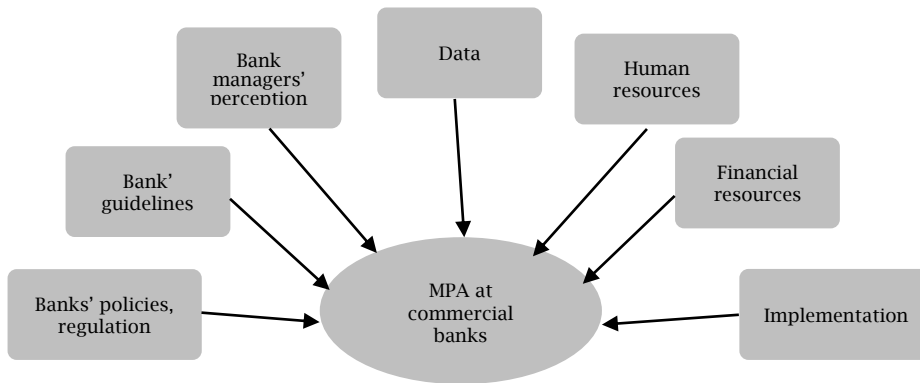 Data
Bank
managers’
perception
Human
resources
Bank’
guidelines
Financial
resources
Banks’ policies,
regulation
MPA at
commercial
banks
Implementation